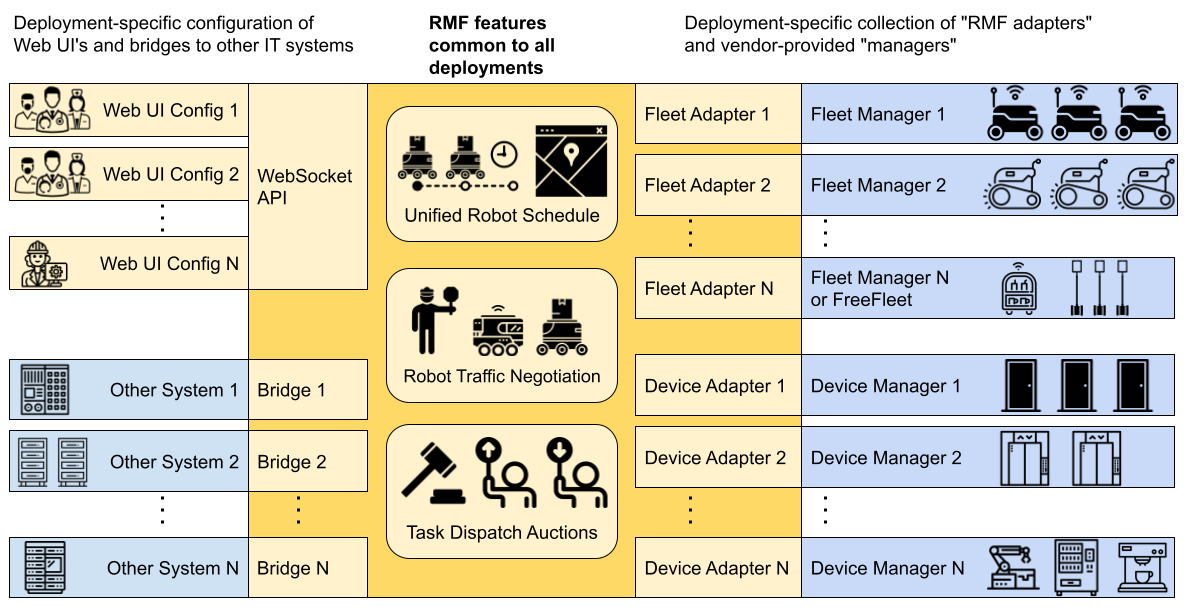 Deployment-specific configuration of
Web UI's and bridges to other IT systems
RMF features
common to all
deployments
Deployment-specific collection of "RMF adapters"
and vendor-provided "managers"
Web UI Config 1
Web UI Config 2
Web UI Config N
WebSocket
API
Other System 1
Bridge 1
Other System 2
Bridge 2
Other System N
Bridge N
Unified Robot Schedule
Robot Traffic Negotiation
Task Dispatch Auctions
Fleet Adapter 1
Fleet Manager 1
Fleet Adapter 2
Fleet Manager 2
Fleet Adapter N
Fleet Manager N
or FreeFleet
Device Adapter 1
Device Manager 1
Device Adapter 2
Device Manager 2
Device Adapter N
Device Manager N